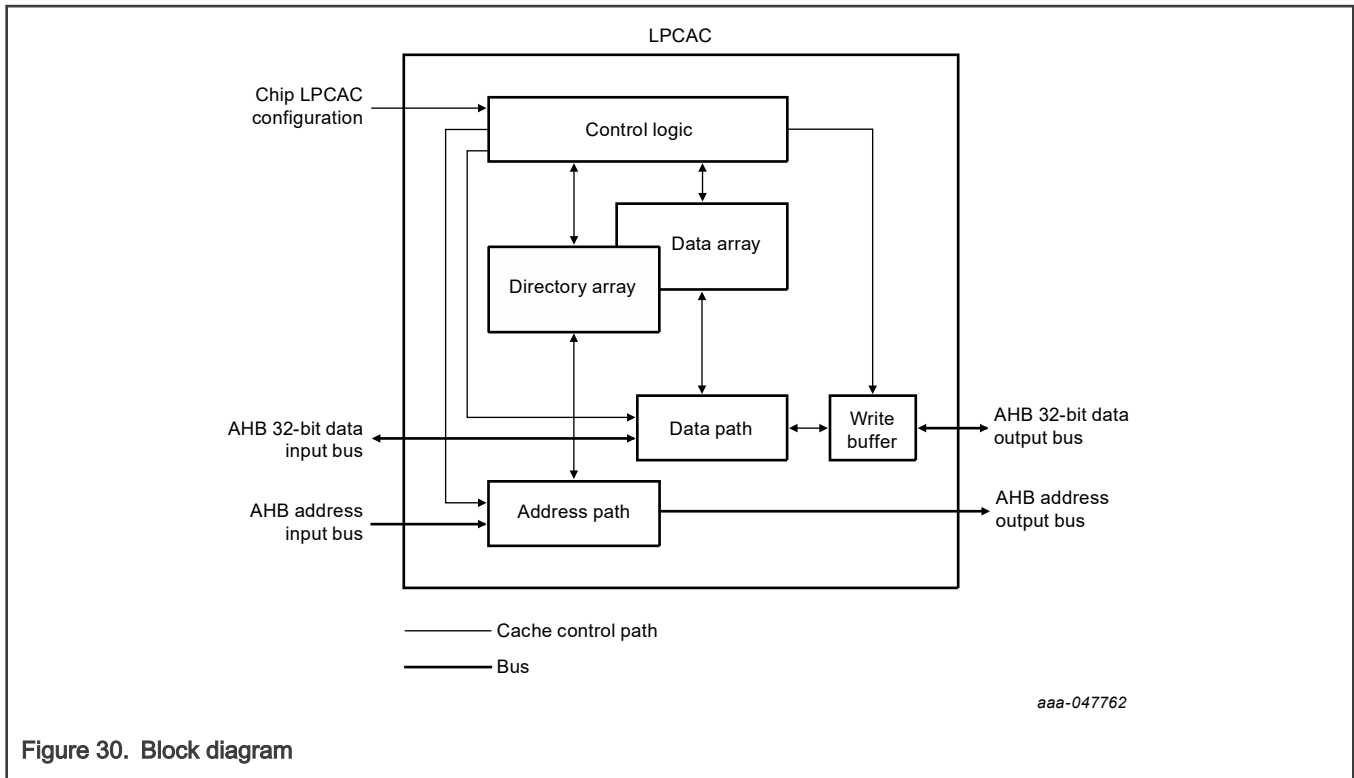 LPCAC
Chip LPCAC
configuration
Control logic
Data array
Directory array
AHB 32-bit data
input bus
Data path
Write
buffer
AHB 32-bit data
output bus
AHB address
input bus
Address path
AHB address
output bus
Cache control path
Bus
aaa-047762
Figure 30. Block diagram